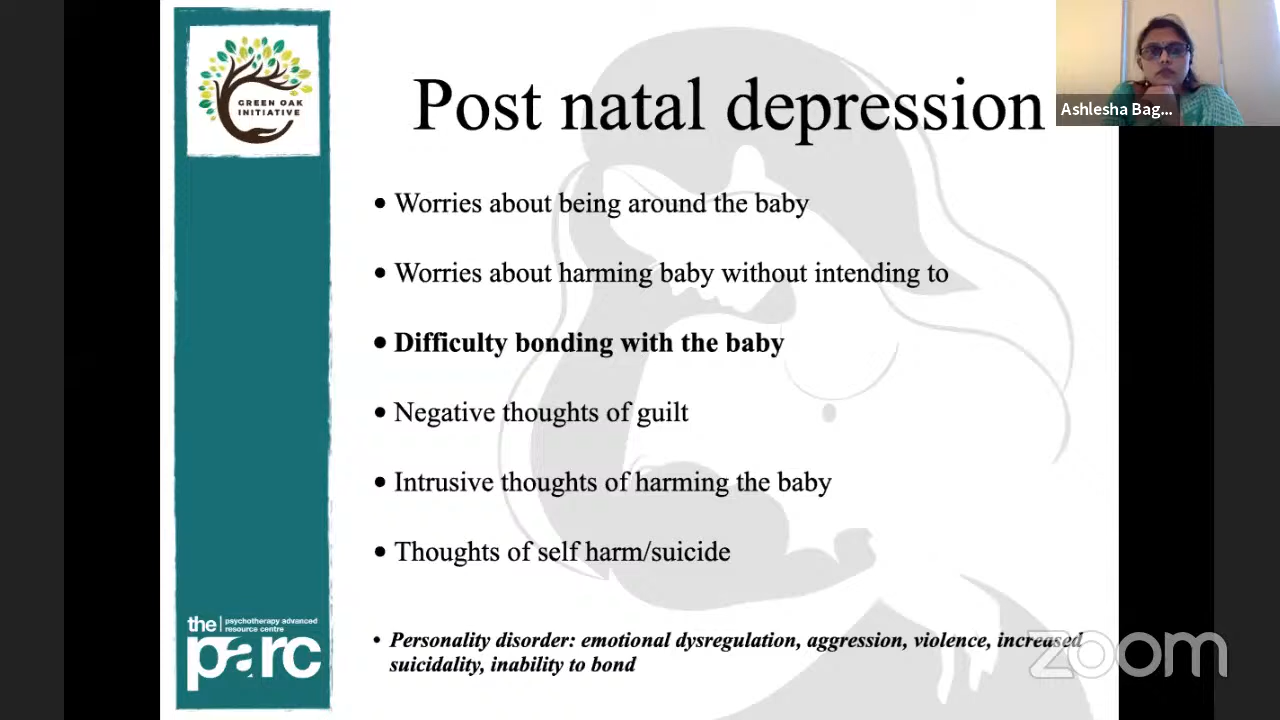 GREEN OAK
INITIATIVE
Post natal depression
Ashlesha Bag...
• Worries about being around the baby
• Worries about harming baby without intending to
• Difficulty bonding with the baby
• Negative thoughts of guilt
• Intrusive thoughts of harming the baby
• Thoughts of self harm/suicide
• Personality disorder: emotional dysregulation, aggression, violence, increased
suicidality, inability to bond
the | psychotherapy advanced
resource centre
parc
zoom